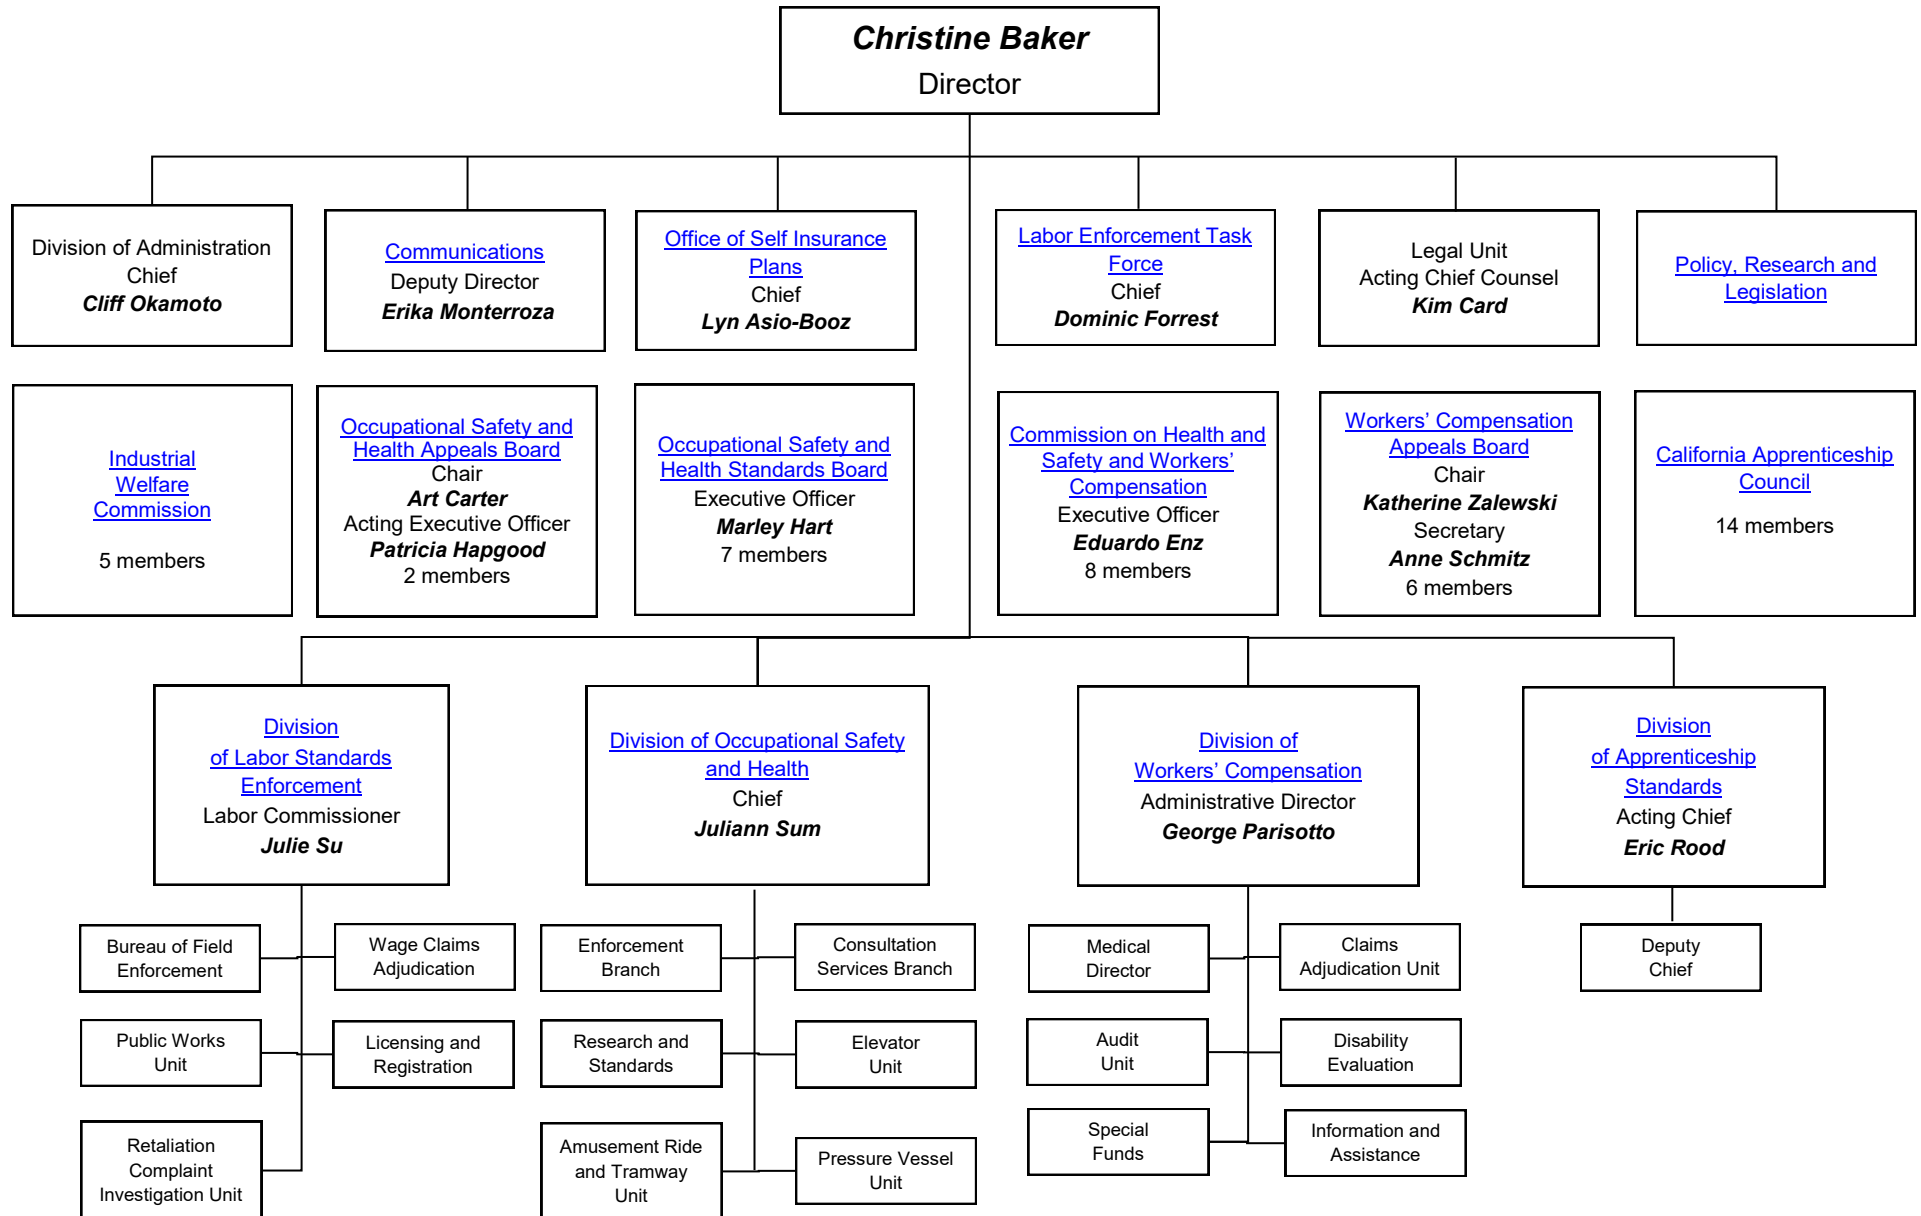 Christine Baker
Director
Division of Administration
Chief
Cliff Okamoto
Communications
Deputy Director
Erika Monterroza
Office of Self Insurance
Plans
Chief
Lyn Asio-Booz
Labor Enforcement Task
Force
Chief
Dominic Forrest
Legal Unit
Acting Chief Counsel
Kim Card
Policy, Research and
Legislation
Industrial
Welfare
Commission
5 members
Occupational Safety and
Health Appeals Board
Chair
Art Carter
Acting Executive Officer
Patricia Hapgood
2 members
Occupational Safety and
Health Standards Board
Executive Officer
Marley Hart
7 members
Commission on Health and
Safety and Workers’
Compensation
Executive Officer
Eduardo Enz
8 members
Workers’ Compensation
Appeals Board
Chair
Katherine Zalewski
Secretary
Anne Schmitz
6 members
California Apprenticeship
Council
14 members
Division
of Labor Standards
Enforcement
Labor Commissioner
Julie Su
Division of Occupational Safety
and Health
Chief
Juliann Sum
Division of
Workers’ Compensation
Administrative Director
George Parisotto
Division
of Apprenticeship
Standards
Acting Chief
Eric Rood
Bureau of Field
Enforcement
Wage Claims
Adjudication
Enforcement
Branch
Consultation
Services Branch
Medical
Director
Claims
Adjudication Unit
Deputy
Chief
Public Works
Unit
Licensing and
Registration
Research and
Standards
Elevator
Unit
Audit
Unit
Disability
Evaluation
Retaliation
Complaint
Investigation Unit
Amusement Ride
and Tramway
Unit
Pressure Vessel
Unit
Special
Funds
Information and
Assistance